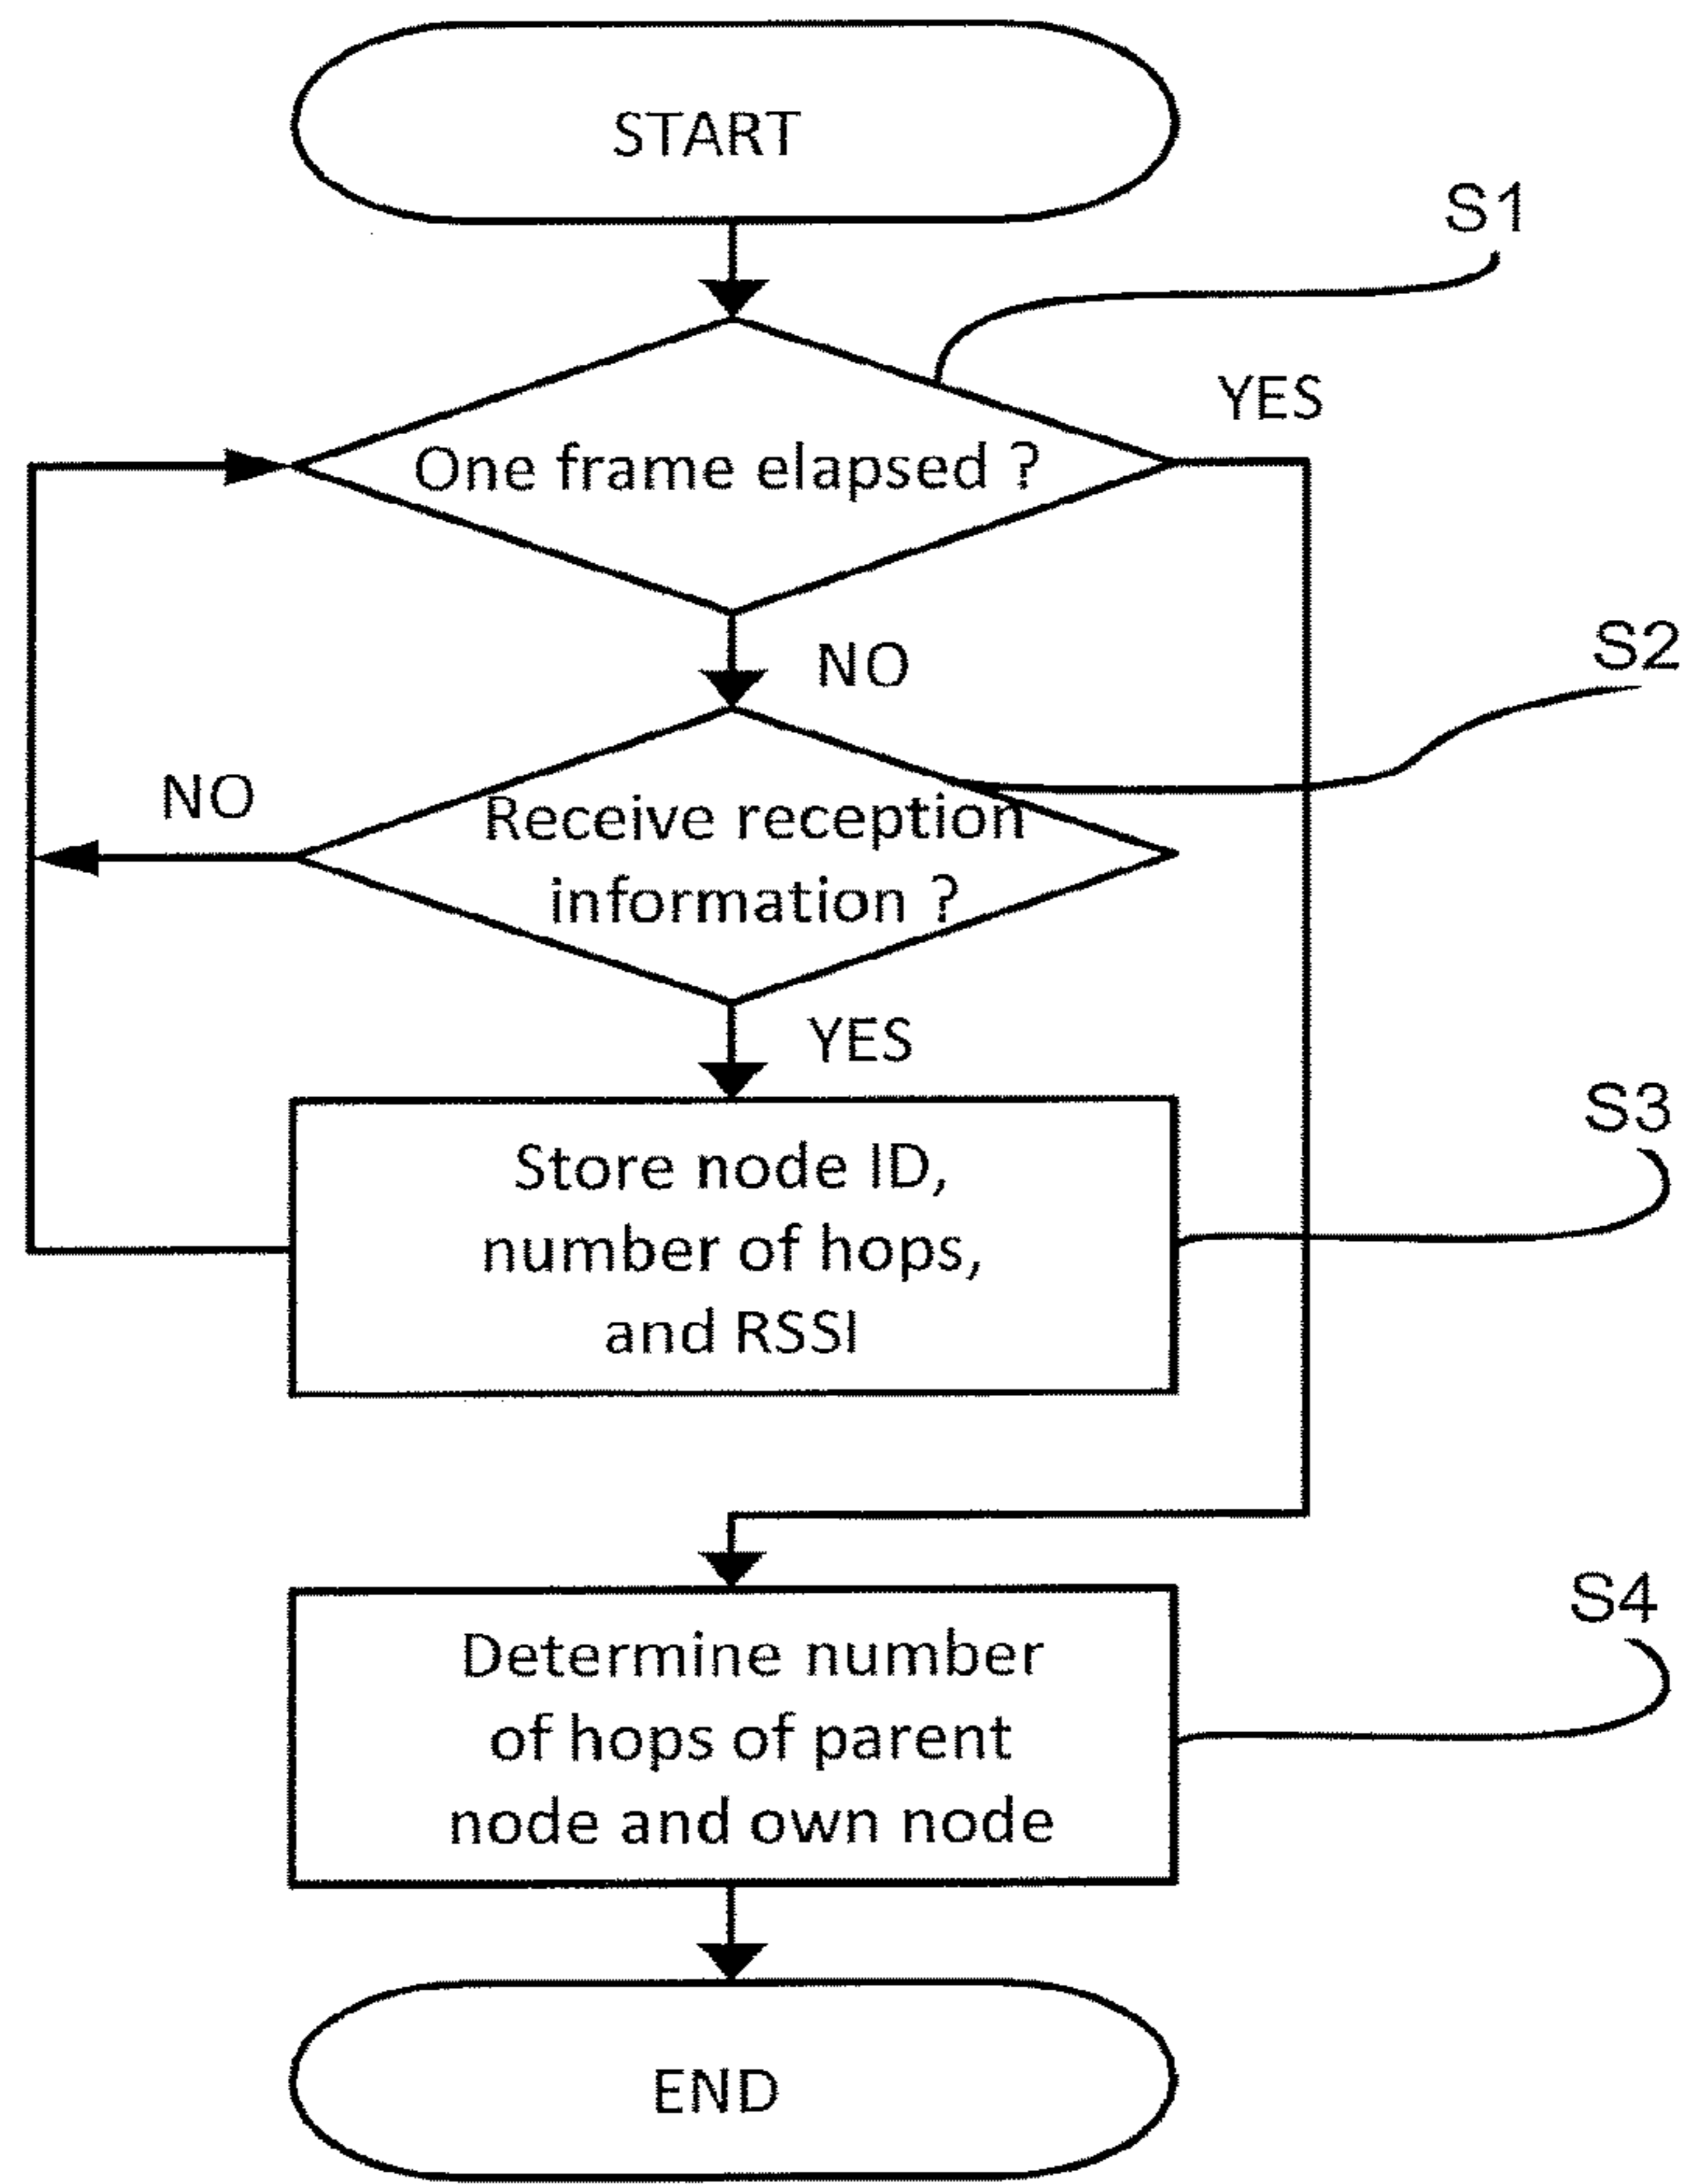 START
S1
YES
One frame elapsed ?
NO
S2
NO
Receive reception
information ?
YES
S3
Store node ID,
number of hops,
and RSSI
S4
Determine number
of hops of parent
node and own node
END